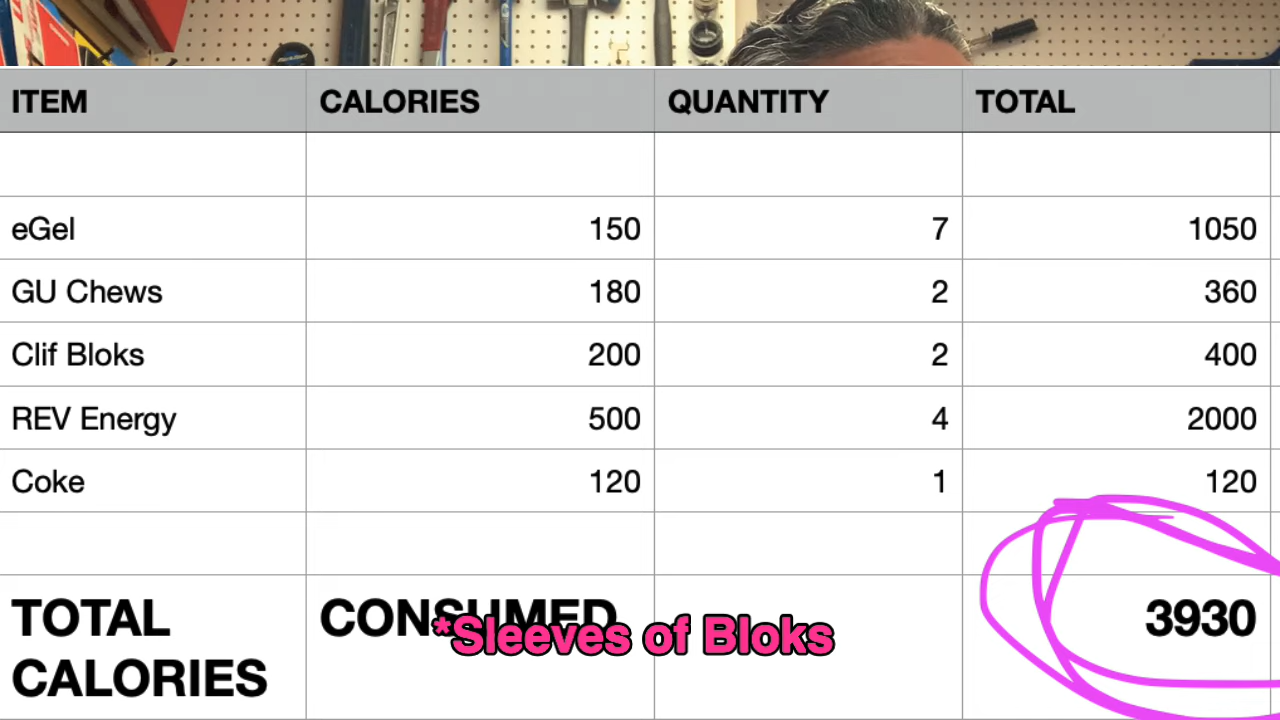 ITEM CALORIES QUANTITY TOTAL
eGel 150 7 1050
GU Chews 180 2 360
Clif Bloks 200 2 400
REV Energy 500 4 2000
Coke 120 1 120
TOTAL CONSUMED 3930
CALORIES
*Sleeves of Bloks